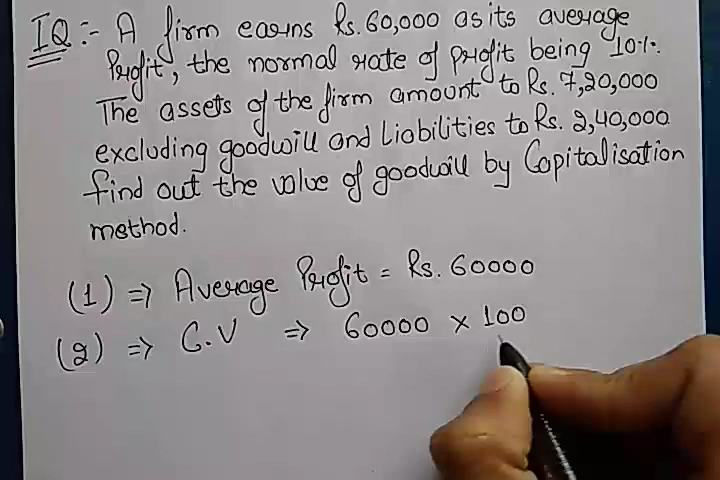 IQ:- A firm earns Rs. 60,000 as its average
Profit, the normal rate of profit being 10%.
The assets of the firm amount to Rs. 7,20,000
excluding goodwill and liabilities to Rs. 2,40,000
find out the value of goodwill by Capitalisation
method.
(1) => Average Profit = Rs. 60000
(2) => C.V => 60000 × 100